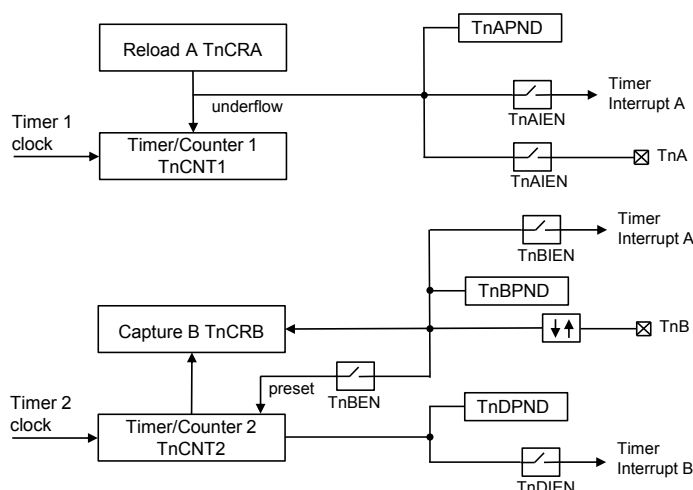 Reload A TnCRA
TnAPND
underflow
Timer
Interrupt A
TnAIEN
Timer 1
clock
Timer/Counter 1
TnCNT1
TnA
TnAIEN
Timer
Interrupt A
TnBIEN
TnBPND
Capture B TnCRB
TnB
preset
TnBEN
Timer 2
clock
Timer/Counter 2
TnCNT2
TnDPND
Timer
Interrupt B
TnDIEN